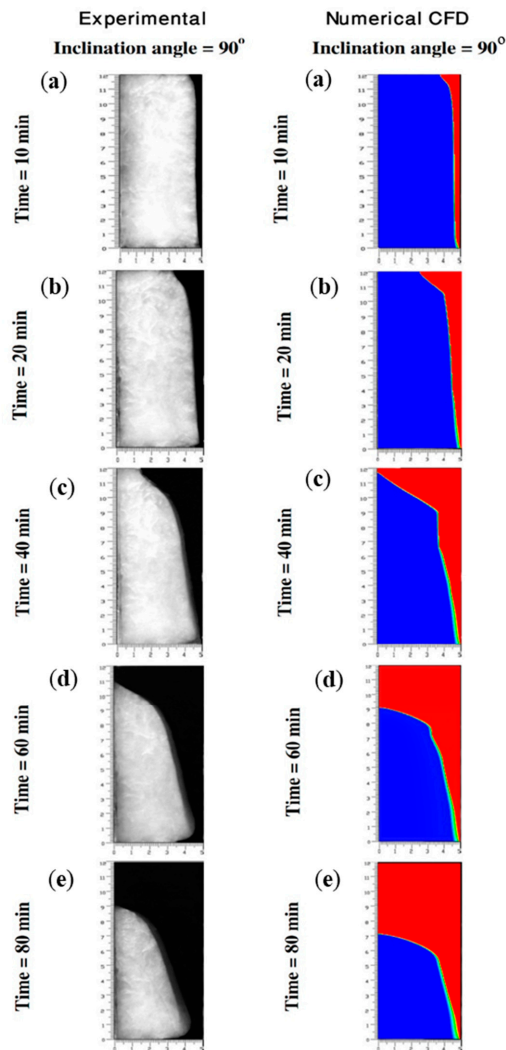 Experimental
Numerical CFD
Inclination angle = 90°
Inclination angle = 90°
(a)
(a)
Time = 10 min
Time = 10 min
(b)
(b)
Time = 20 min
Time = 20 min
(c)
(c)
Time = 40 min
Time = 40 min
(d)
(d)
Time = 60 min
Time = 60 min
(e)
(e)
Time = 80 min
Time = 80 min